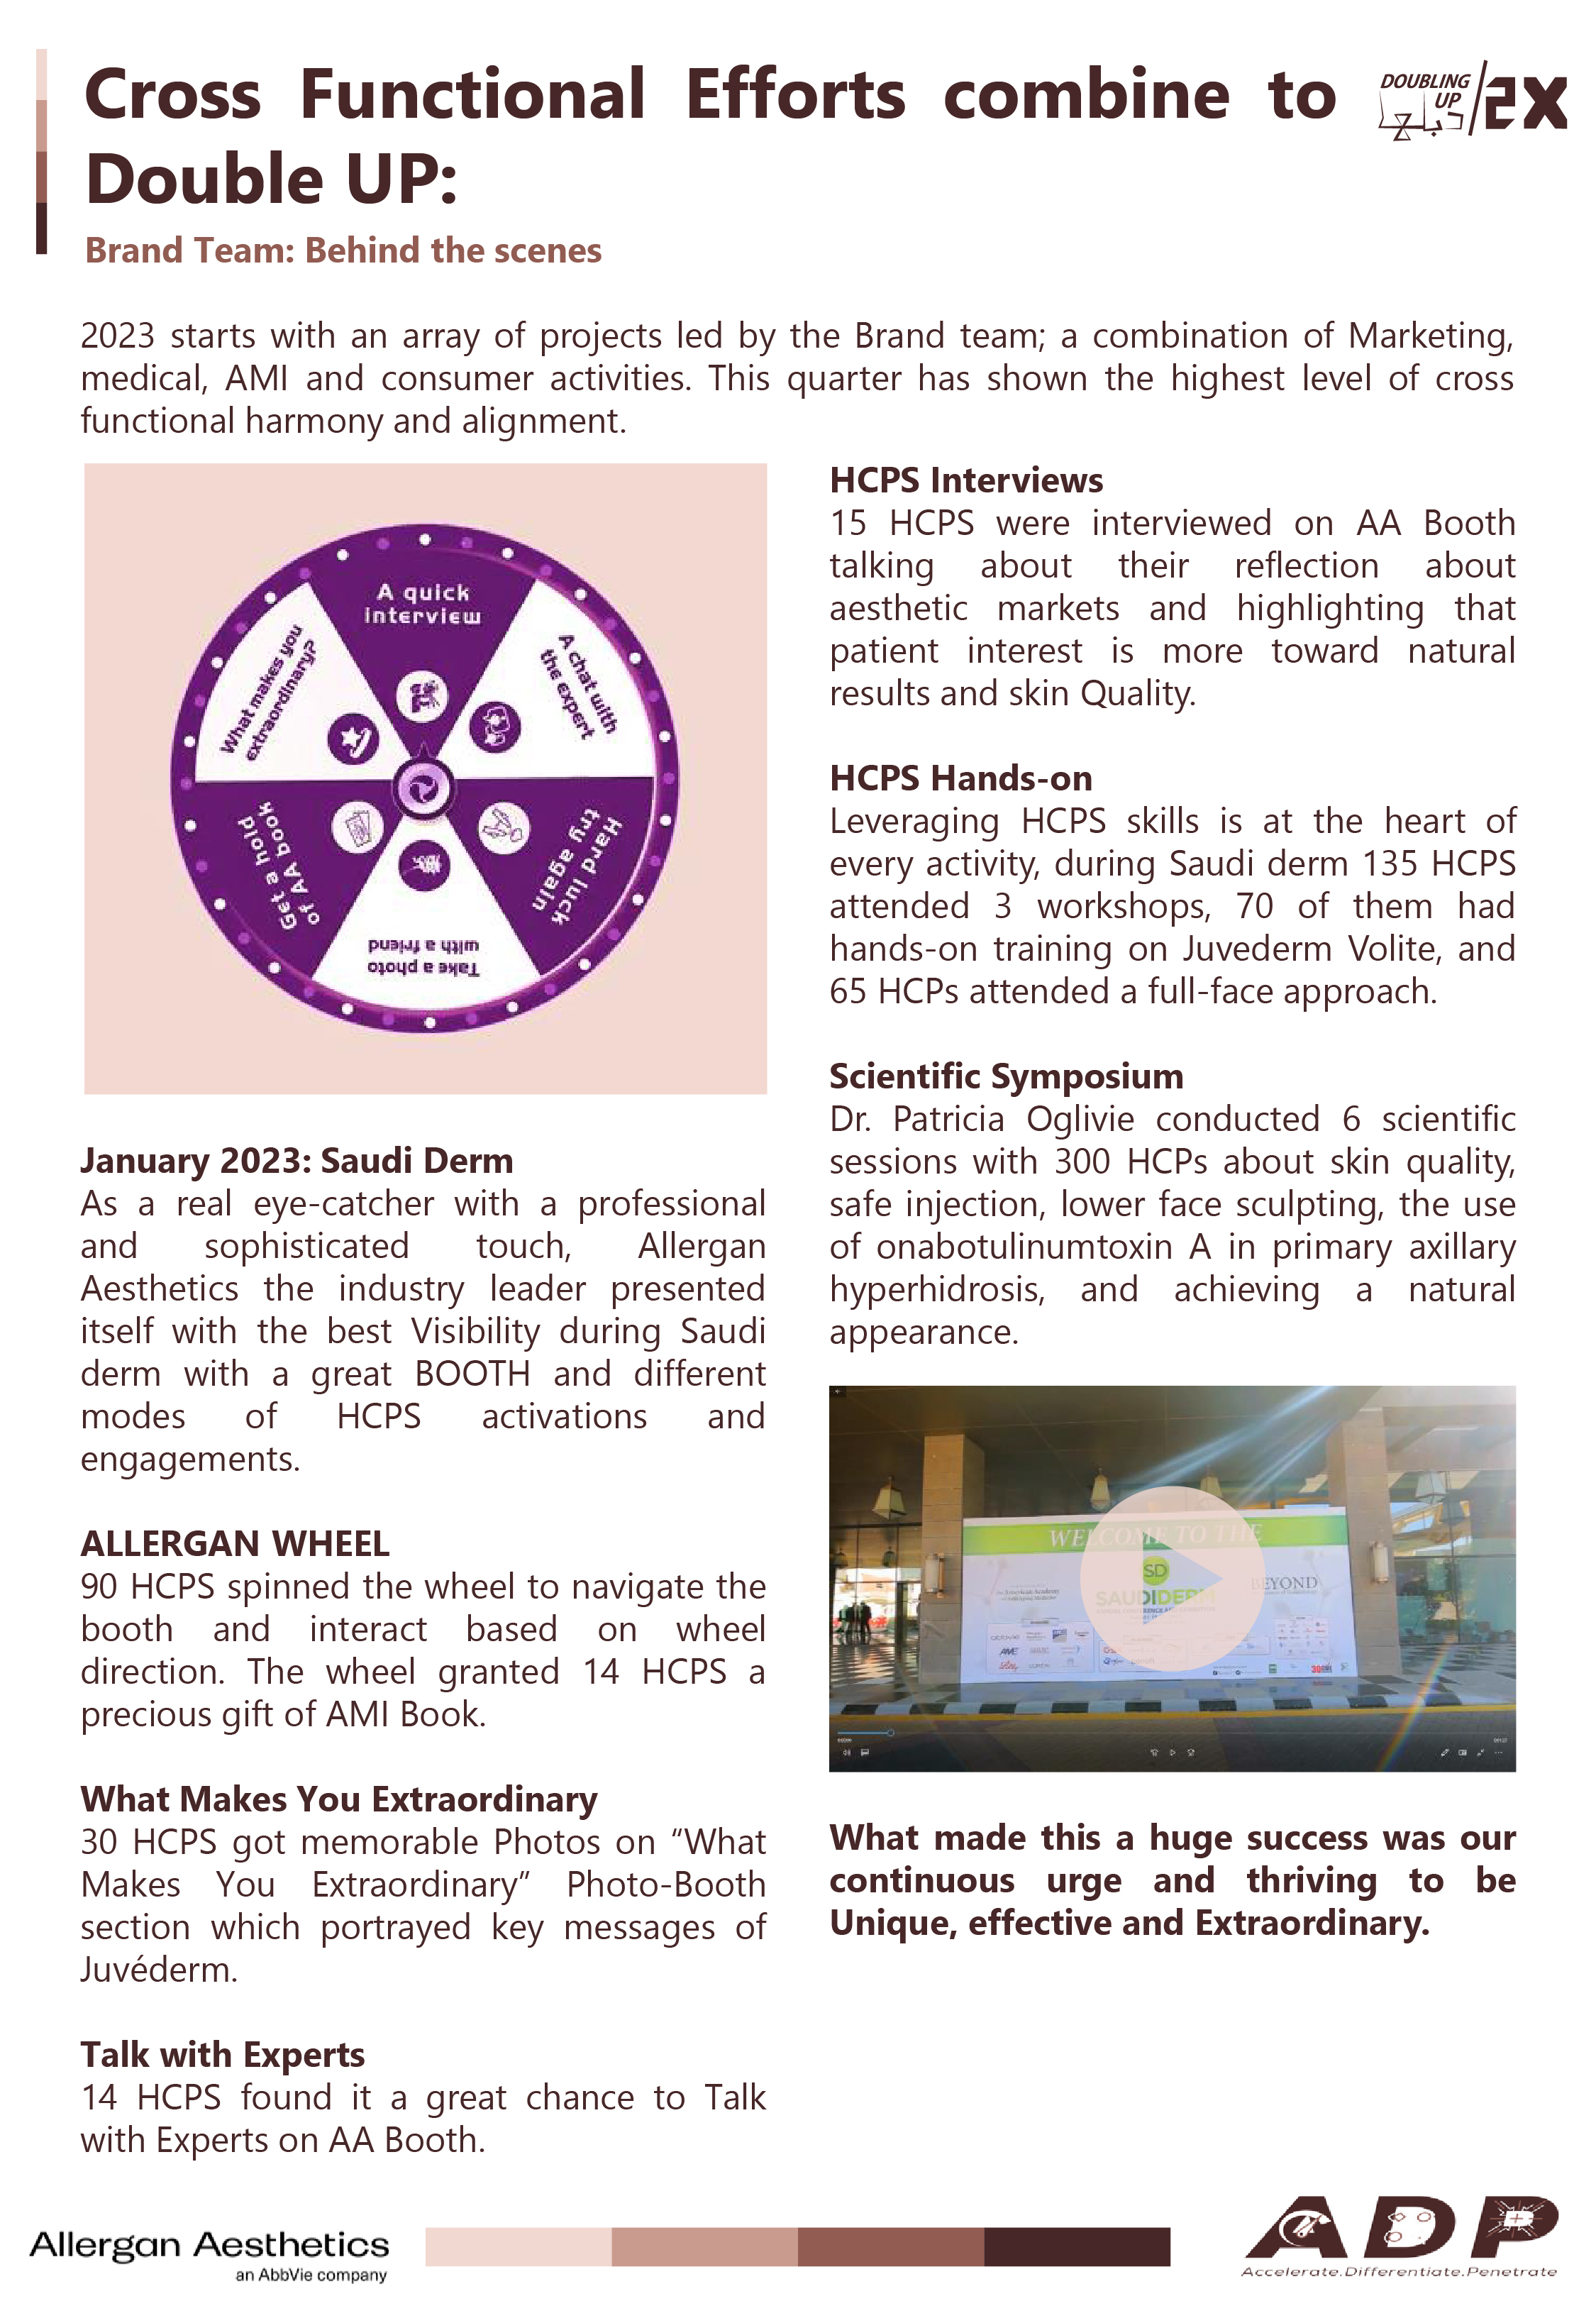 Cross Functional Efforts combine to
Double UP:
DOUBLING
UP
2X
Brand Team: Behind the scenes
2023 starts with an array of projects led by the Brand team; a combination of Marketing,
medical, AMI and consumer activities. This quarter has shown the highest level of cross
functional harmony and alignment.
A quick
interview
A chat with
the expert
Hard luck
try again
Take a photo
with a friend
Get a hold
of AA book
What makes you
extraordinary?
January 2023: Saudi Derm
As a real eye-catcher with a professional
and sophisticated touch, Allergan
Aesthetics the industry leader presented
itself with the best Visibility during Saudi
derm with a great BOOTH and different
modes of HCPS activations and
engagements.
ALLERGAN WHEEL
90 HCPS spinned the wheel to navigate the
booth and interact based on wheel
direction. The wheel granted 14 HCPS a
precious gift of AMI Book.
What Makes You Extraordinary
30 HCPS got memorable Photos on “What
Makes You Extraordinary” Photo-Booth
section which portrayed key messages of
Juvéderm.
Talk with Experts
14 HCPS found it a great chance to Talk
with Experts on AA Booth.
HCPS Interviews
15 HCPS were interviewed on AA Booth
talking about their reflection about
aesthetic markets and highlighting that
patient interest is more toward natural
results and skin Quality.
HCPS Hands-on
Leveraging HCPS skills is at the heart of
every activity, during Saudi derm 135 HCPS
attended 3 workshops, 70 of them had
hands-on training on Juvederm Volite, and
65 HCPs attended a full-face approach.
Scientific Symposium
Dr. Patricia Oglivie conducted 6 scientific
sessions with 300 HCPs about skin quality,
safe injection, lower face sculpting, the use
of onabotulinumtoxin A in primary axillary
hyperhidrosis, and achieving a natural
appearance.
WELCOME TO THE
SD
SAUDIDERM
BEYOND
abbvie
What made this a huge success was our
continuous urge and thriving to be
Unique, effective and Extraordinary.
Allergan Aesthetics
an AbbVie company
ADP
Accelerate.Differentiate.Penetrate